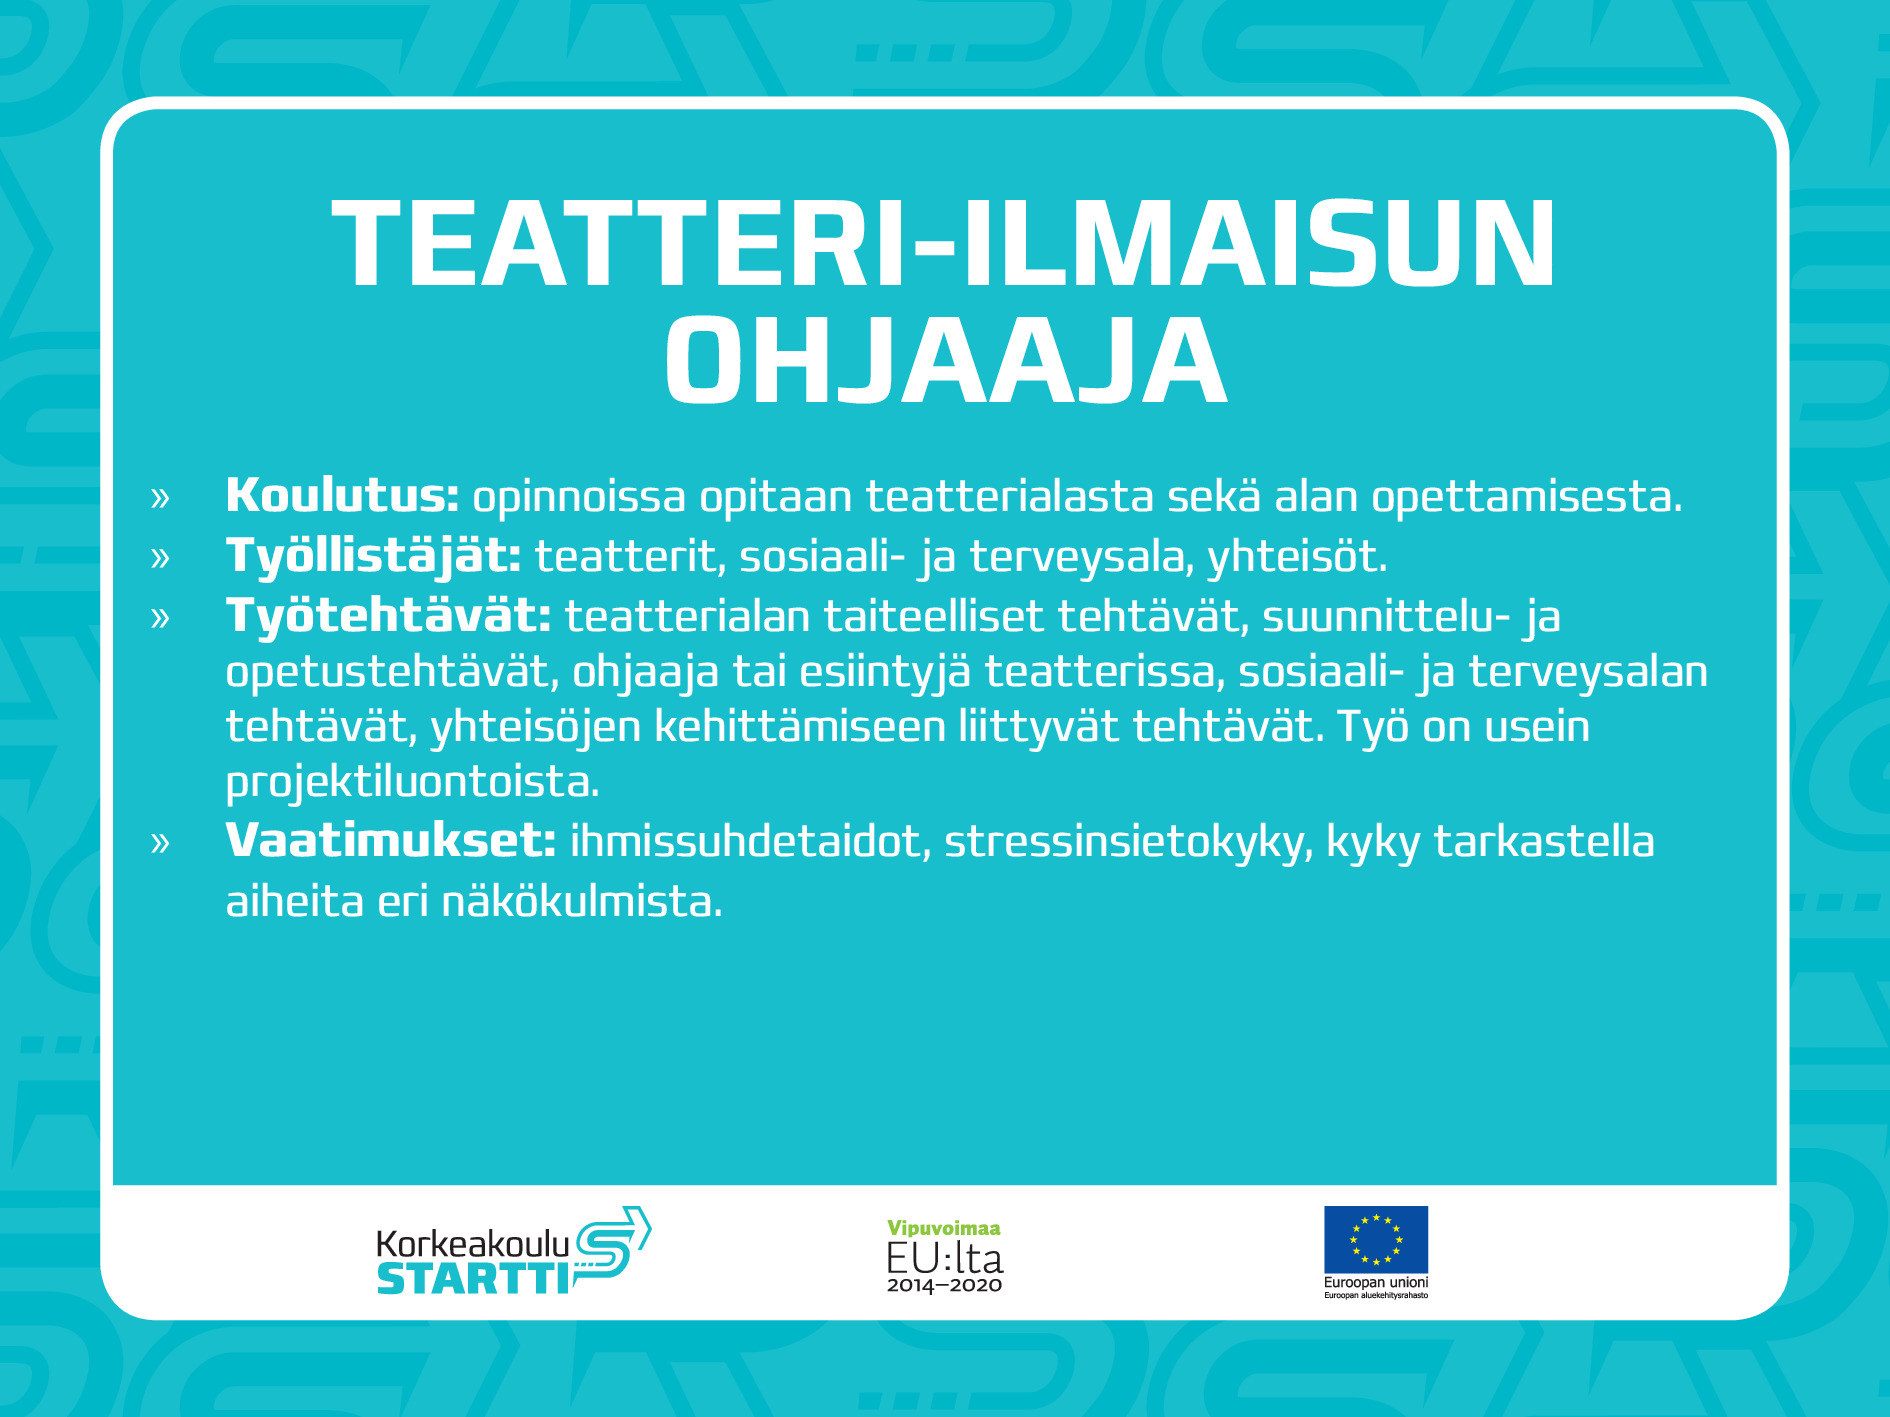 TEATTERI-ILMAISUN
OHJAAJA
» Koulutus: opinnoissa opitaan teatterialasta sekä alan opettamisesta.
» Työllistäjät: teatterit, sosiaali- ja terveysala, yhteisöt.
» Työtehtävät: teatterialan taiteelliset tehtävät, suunnittelu- ja
opetustehtävät, ohjaaja tai esiintyjä teatterissa, sosiaali- ja terveysalan
tehtävät, yhteisöjen kehittämiseen liittyvät tehtävät. Työ on usein
projektiluontoista.
» Vaatimukset: ihmissuhdetaidot, stressinsietokyky, kyky tarkastella
aiheita eri näkökulmista.
Korkeakoulu
STARTTI
Vipuvoimaa
EU:lta
2014–2020
Euroopan unioni
Euroopan aluekehitysrahasto